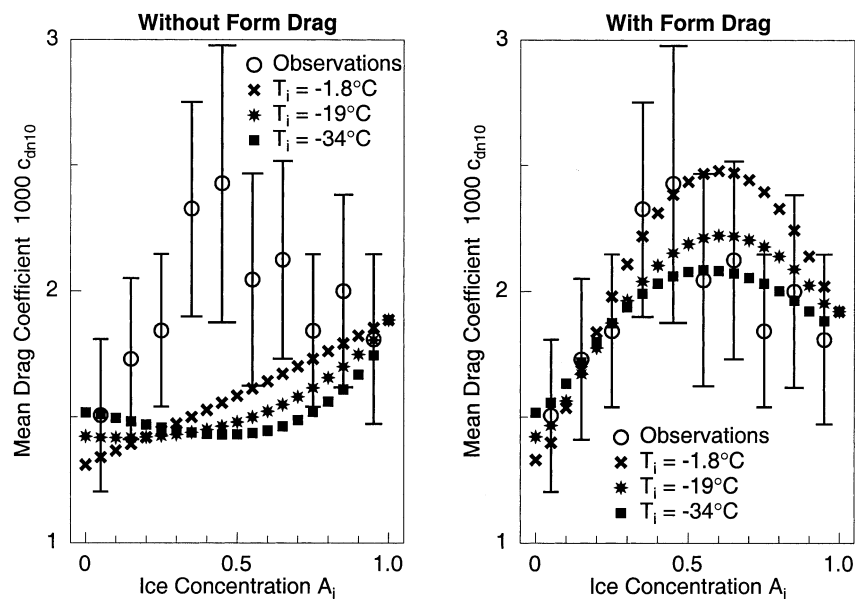 Without Form Drag
3
2
1
Mean Drag Coefficient 1000 c_dn10
Observations
T_i = -1.8°C
T_i = -19°C
T_i = -34°C
0
0.5
1.0
Ice Concentration A_i
With Form Drag
3
2
1
Mean Drag Coefficient 1000 c_dn10
Observations
T_i = -1.8°C
T_i = -19°C
T_i = -34°C
0
0.5
1.0
Ice Concentration A_i